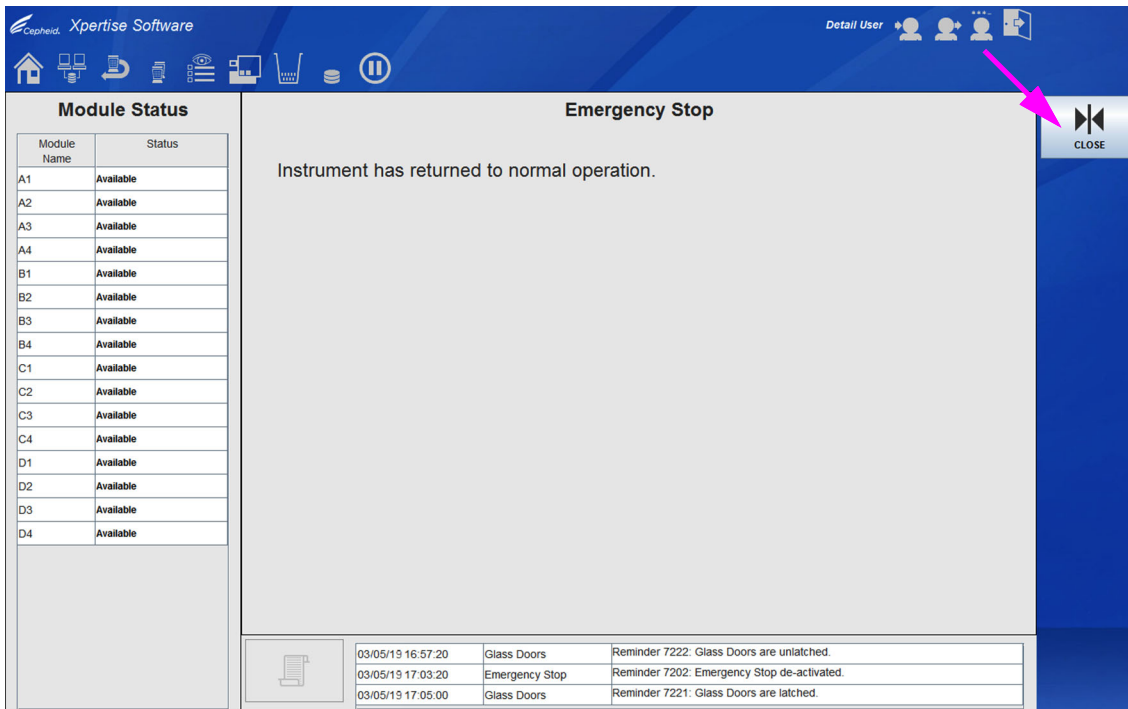 Cepheid. Xpertise Software
Detail User
Module Status
Emergency Stop
CLOSE
Module Name
Status
Instrument has returned to normal operation.
A1 Available
A2 Available
A3 Available
A4 Available
B1 Available
B2 Available
B3 Available
B4 Available
C1 Available
C2 Available
C3 Available
C4 Available
D1 Available
D2 Available
D3 Available
D4 Available
03/05/19 16:57:20 Glass Doors Reminder 7222: Glass Doors are unlatched.
03/05/19 17:03:20 Emergency Stop Reminder 7202: Emergency Stop de-activated.
03/05/19 17:05:00 Glass Doors Reminder 7221: Glass Doors are latched.